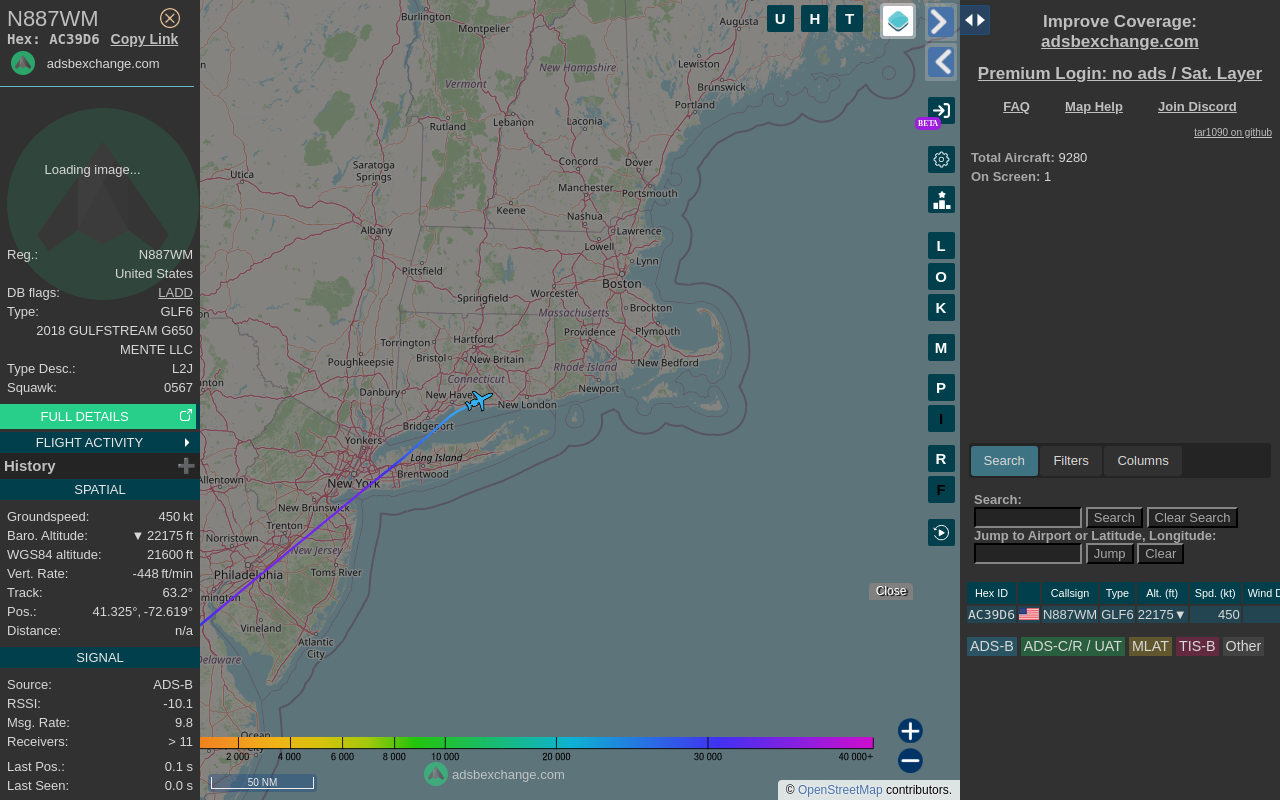 N887WM
Hex: AC39D6 Copy Link
adsbexchange.com
Loading image...
Reg.: N887WM
United States
DB flags: LADD
Type: GLF6
2018 GULFSTREAM G650
MENTE LLC
Type Desc.: L2J
Squawk: 0567
FULL DETAILS
FLIGHT ACTIVITY
History
SPATIAL
Groundspeed: 450 kt
Baro. Altitude: ▼ 22175 ft
WGS84 altitude: 21600 ft
Vert. Rate: -448 ft/min
Track: 63.2°
Pos.: 41.325°, -72.619°
Distance: n/a
SIGNAL
Source: ADS-B
RSSI: -10.1
Msg. Rate: 9.8
Receivers: > 11
Last Pos.: 0.1 s
Last Seen: 0.0 s
Burlington
Montpelier
Augusta
Vermont
New Hampshire
Lewiston
Brunswick
Portland
Rutland
Lebanon
Laconia
Utica
Saratoga
Springs
Concord
Dover
Manchester
Portsmouth
Keene
Nashua
Albany
Lawrence
Lowell
Lynn
Pittsfield
Boston
Springfield
Worcester
Massachusetts
Brockton
Providence
Plymouth
Torrington
Hartford
Poughkeepsie
Bristol
New Britain
Rhode Island
New Bedford
Connecticut
Newport
Danbury
New Haven
New London
Bridgeport
Yonkers
Long Island
Brentwood
Allentown
New York
New Brunswick
Trenton
Norristown
New Jersey
Philadelphia
Toms River
Vineland
Atlantic
City
Delaware
Ocean
City
U H T
BETA
L
O
K
M
P
I
R
F
Close
2 000 4 000 6 000 8 000 10 000 20 000 30 000 40 000+
50 NM
adsbexchange.com
© OpenStreetMap contributors.
Improve Coverage:
adsbexchange.com
Premium Login: no ads / Sat. Layer
FAQ Map Help Join Discord
tar1090 on github
Total Aircraft: 9280
On Screen: 1
Search Filters Columns
Search:
Search Clear Search
Jump to Airport or Latitude, Longitude:
Jump Clear
Hex ID Callsign Type Alt. (ft) Spd. (kt) Wind D
AC39D6 N887WM GLF6 22175▼ 450
ADS-B ADS-C/R / UAT MLAT TIS-B Other